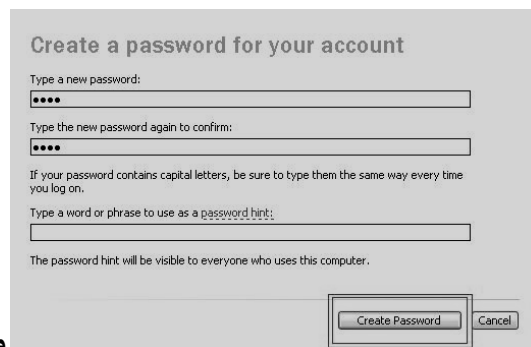 Create a password for your account
Type a new password:
••••
Type the new password again to confirm:
••••
If your password contains capital letters, be sure to type them the same way every time
you log on.
Type a word or phrase to use as a password hint:
The password hint will be visible to everyone who uses this computer.
Create Password Cancel